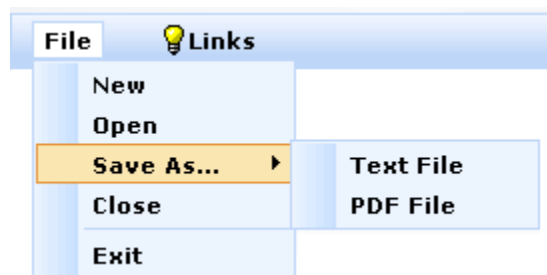 File Links
New
Open
Save As... Text File
Close PDF File
Exit